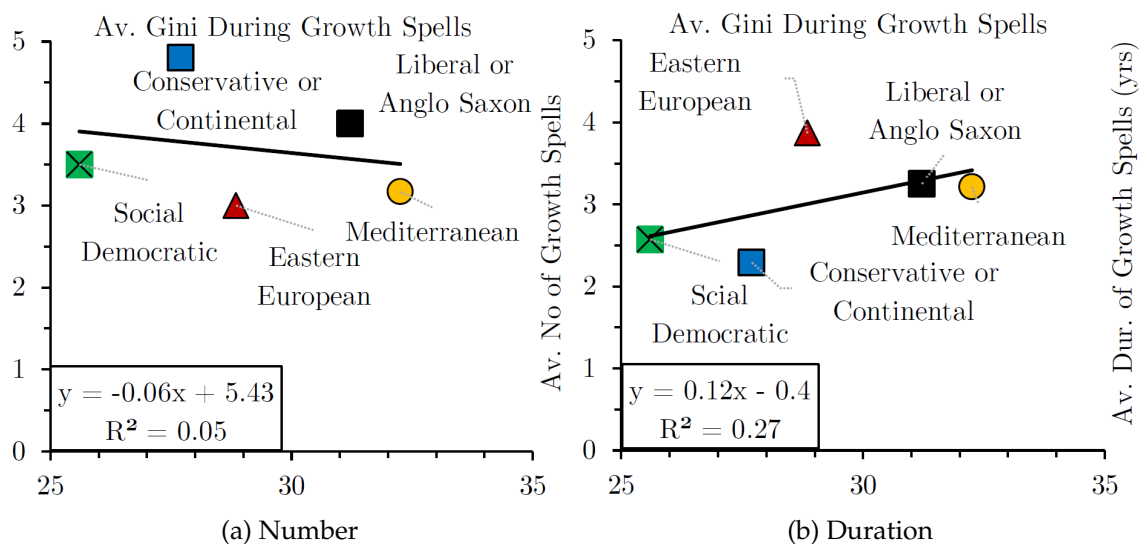 Av. Gini During Growth Spells
5
4
3
2
1
0
25
30
35
Conservative or
Continental
Liberal or
Anglo Saxon
Social
Democratic
Eastern
European
Mediterranean
y = -0.06x + 5.43
R² = 0.05
Av. No of Growth Spells
(a) Number
Av. Gini During Growth Spells
5
4
3
2
1
0
25
30
35
Eastern
European
Liberal or
Anglo Saxon
Mediterranean
Scial
Democratic
Conservative or
Continental
y = 0.12x - 0.4
R² = 0.27
Av. Dur. of Growth Spells (yrs)
(b) Duration